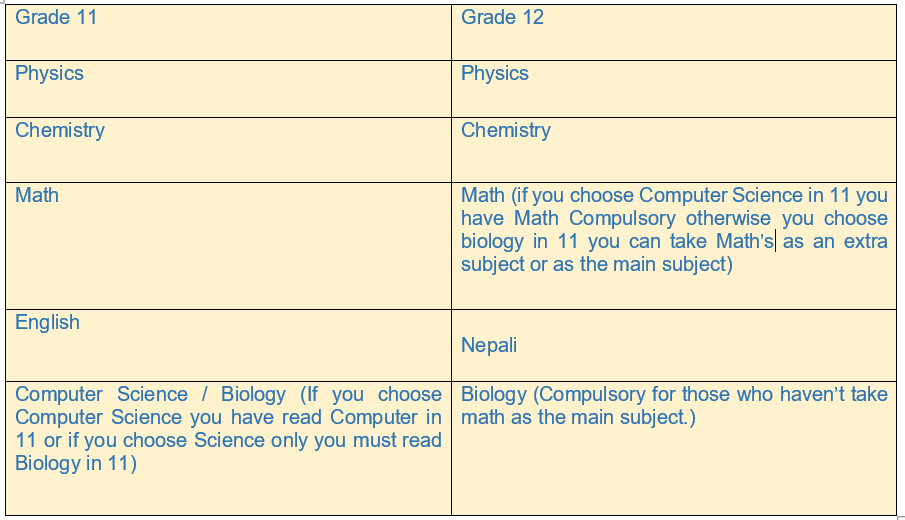 Grade 11
Grade 12
Physics
Physics
Chemistry
Chemistry
Math
Math (if you choose Computer Science in 11 you
have Math Compulsory otherwise you choose
biology in 11 you can take Math’s as an extra
subject or as the main subject)
English
Nepali
Computer Science / Biology (If you choose
Computer Science you have read Computer in
11 or if you choose Science only you must read
Biology in 11)
Biology (Compulsory for those who haven’t take
math as the main subject.)